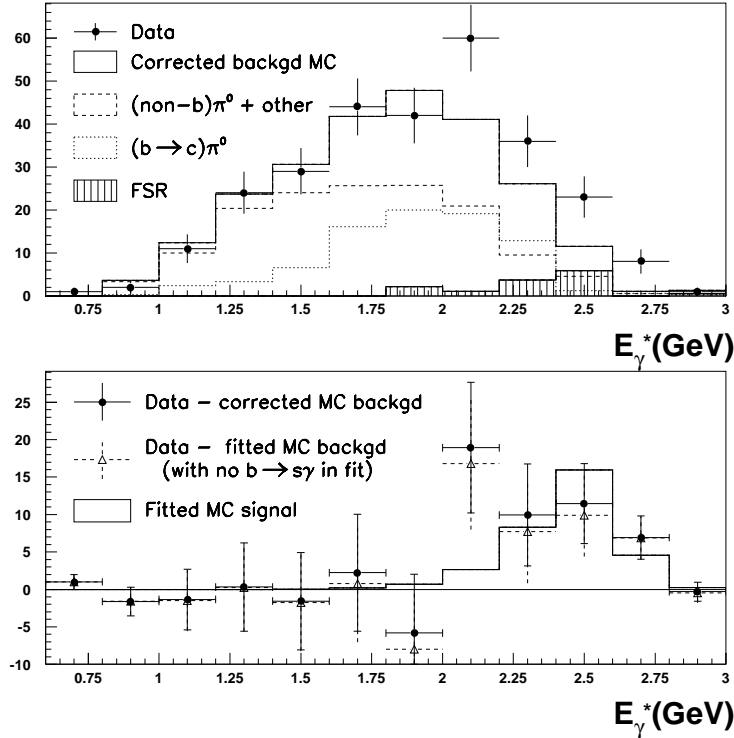 60
50
40
30
20
10
0
Data
Corrected backgd MC
(non−b)π⁰ + other
(b → c)π⁰
FSR
0.75 1 1.25 1.5 1.75 2 2.25 2.5 2.75 3
E_γ*(GeV)
25
20
15
10
5
0
-5
-10
Data − corrected MC backgd
Data − fitted MC backgd
(with no b → sγ in fit)
Fitted MC signal
0.75 1 1.25 1.5 1.75 2 2.25 2.5 2.75 3
E_γ*(GeV)